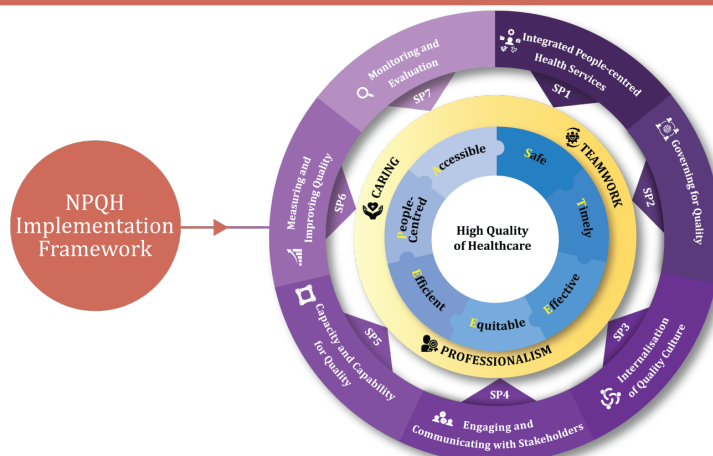 NPQH
Implementation
Framework
Integrated People-centred
Health Services
SP1
Governing for Quality
SP2
Internalisation
of Quality Culture
SP3
Engaging and
Communicating with Stakeholders
SP4
Capacity and Capability
for Quality
SP5
Measuring and
Improving Quality
SP6
Monitoring and
Evaluation
SP7
CARING
TEAMWORK
PROFESSIONALISM
Safe
Timely
Effective
Equitable
Efficient
People-
Centred
Accessible
High Quality
of Healthcare